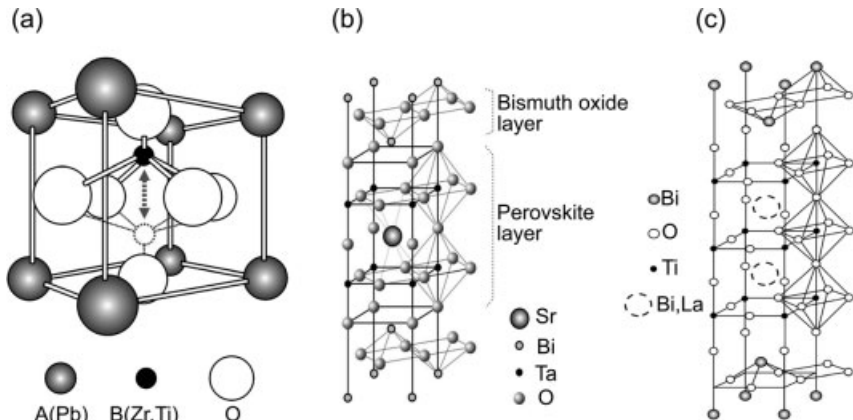 (a)
(b)
(c)
Bismuth oxide
layer
Perovskite
layer
Sr
Bi
Ta
O
Bi
O
Ti
Bi,La
A(Pb) B(Zr,Ti) O